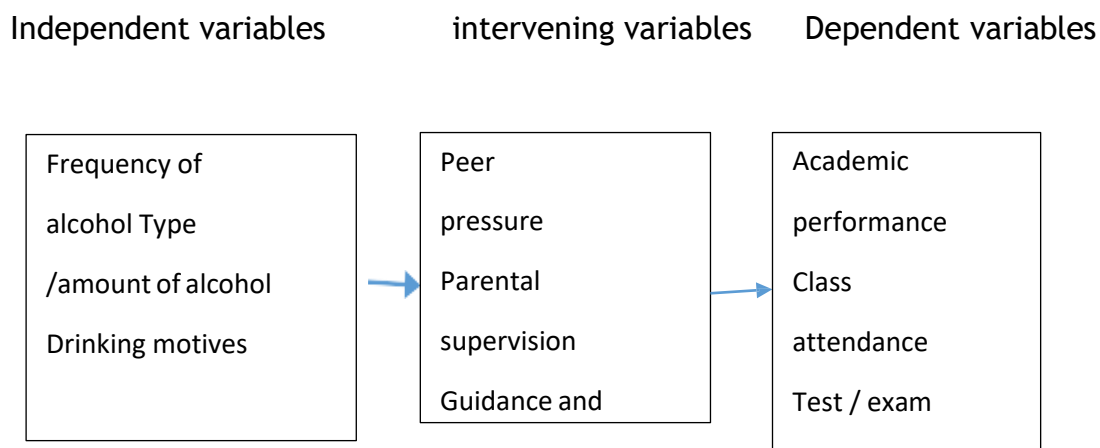 Independent variables
intervening variables
Dependent variables
Frequency of
alcohol Type
/amount of alcohol
Drinking motives
Peer
pressure
Parental
supervision
Guidance and
Academic
performance
Class
attendance
Test / exam